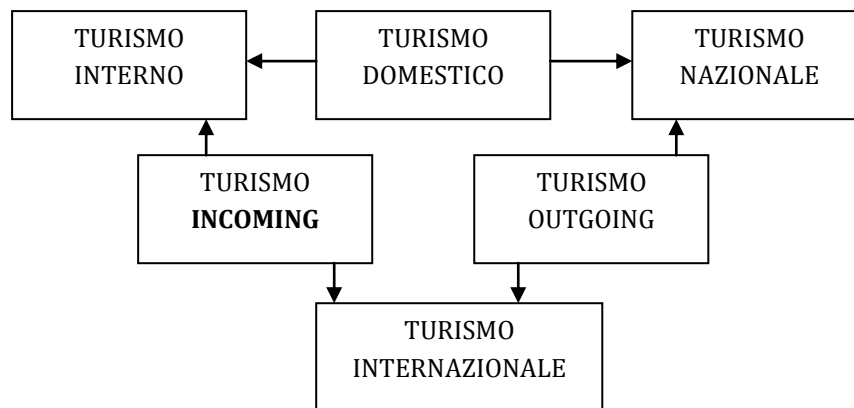 TURISMO
INTERNO
TURISMO
DOMESTICO
TURISMO
NAZIONALE
TURISMO
INCOMING
TURISMO
OUTGOING
TURISMO
INTERNAZIONALE